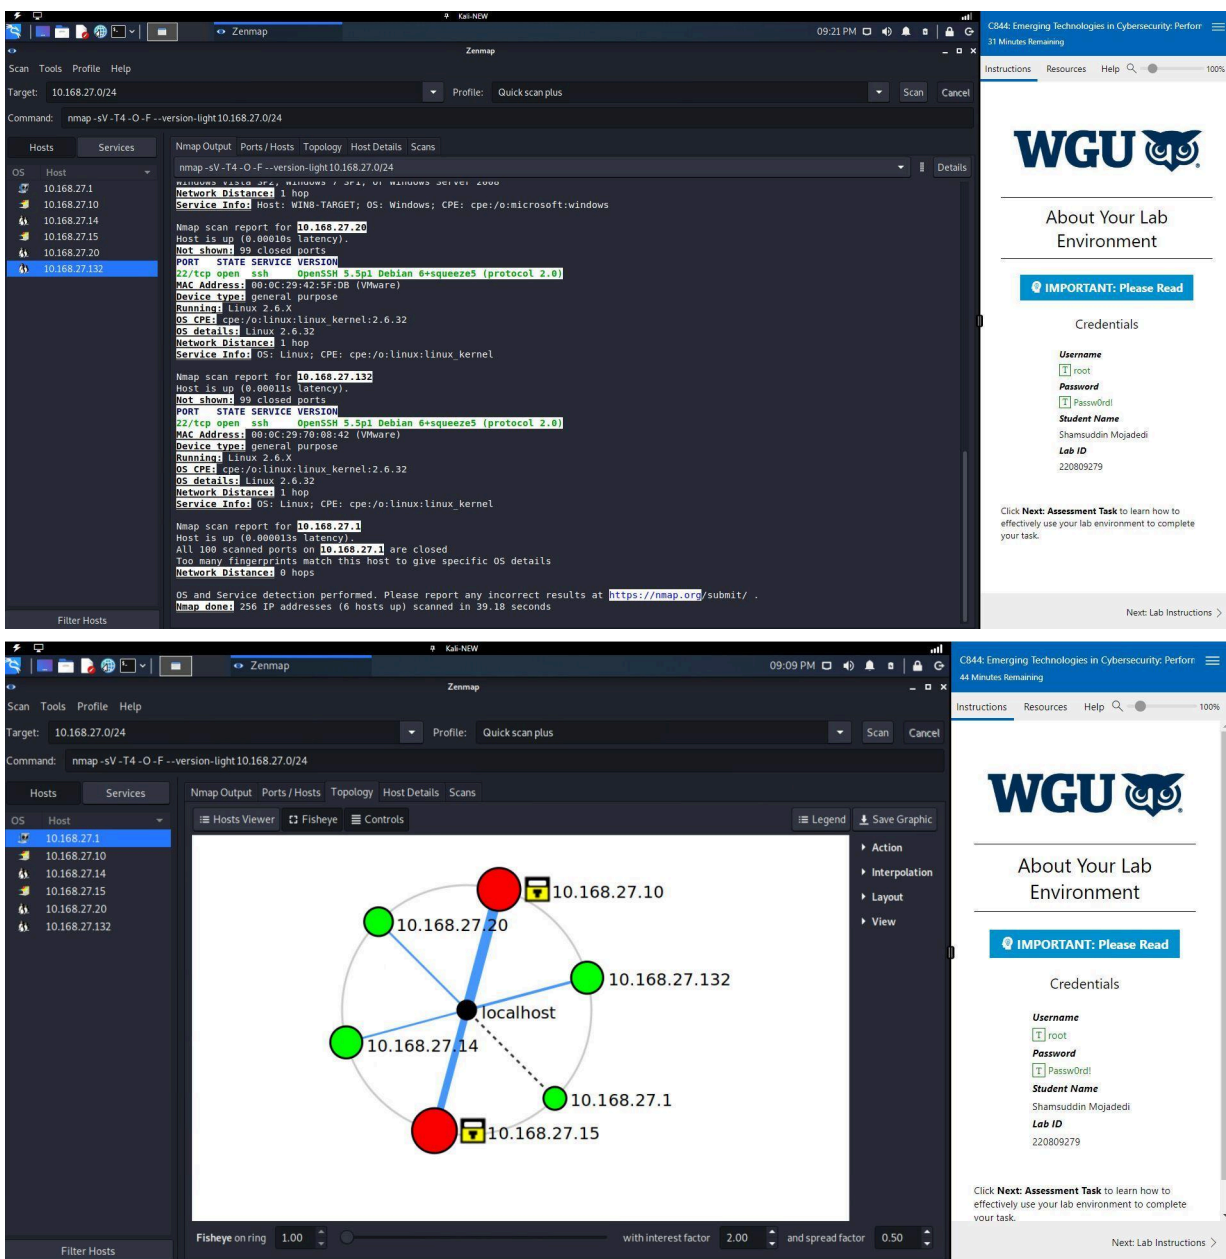 Kali-NEW
Zenmap
09:21 PM
Zenmap
Scan Tools Profile Help
Target: 10.168.27.0/24 Profile: Quick scan plus Scan Cancel
Command: nmap -sV -T4 -O -F --version-light 10.168.27.0/24
Hosts Services
Nmap Output Ports / Hosts Topology Host Details Scans
OS Host
nmap -sV -T4 -O -F --version-light 10.168.27.0/24 Details
10.168.27.1
10.168.27.10
10.168.27.14
10.168.27.15
10.168.27.20
10.168.27.132
Windows Vista SP2, Windows 7 SP1, or Windows Server 2008
Network Distance: 1 hop
Service Info: Host: WIN8-TARGET; OS: Windows; CPE: cpe:/o:microsoft:windows
Nmap scan report for 10.168.27.20
Host is up (0.00010s latency).
Not shown: 99 closed ports
PORT STATE SERVICE VERSION
22/tcp open ssh OpenSSH 5.5p1 Debian 6+squeeze5 (protocol 2.0)
MAC Address: 00:0C:29:42:5F:DB (VMware)
Device type: general purpose
Running: Linux 2.6.X
OS CPE: cpe:/o:linux:linux_kernel:2.6.32
OS details: Linux 2.6.32
Network Distance: 1 hop
Service Info: OS: Linux; CPE: cpe:/o:linux:linux_kernel
Nmap scan report for 10.168.27.132
Host is up (0.00011s latency).
Not shown: 99 closed ports
PORT STATE SERVICE VERSION
22/tcp open ssh OpenSSH 5.5p1 Debian 6+squeeze5 (protocol 2.0)
MAC Address: 00:0C:29:70:08:42 (VMware)
Device type: general purpose
Running: Linux 2.6.X
OS CPE: cpe:/o:linux:linux_kernel:2.6.32
OS details: Linux 2.6.32
Network Distance: 1 hop
Service Info: OS: Linux; CPE: cpe:/o:linux:linux_kernel
Nmap scan report for 10.168.27.1
Host is up (0.000013s latency).
All 100 scanned ports on 10.168.27.1 are closed
Too many fingerprints match this host to give specific OS details
Network Distance: 0 hops
OS and Service detection performed. Please report any incorrect results at https://nmap.org/submit/ .
Nmap done: 256 IP addresses (6 hosts up) scanned in 39.18 seconds
Filter Hosts
C844: Emerging Technologies in Cybersecurity: Perforr
31 Minutes Remaining
Instructions Resources Help 100%
WGU
About Your Lab
Environment
IMPORTANT: Please Read
Credentials
Username
T root
Password
T Passw0rd!
Student Name
Shamsuddin Mojadedi
Lab ID
220809279
Click Next: Assessment Task to learn how to
effectively use your lab environment to complete
your task.
Next: Lab Instructions >
Kali-NEW
Zenmap
09:09 PM
Zenmap
Scan Tools Profile Help
Target: 10.168.27.0/24 Profile: Quick scan plus Scan Cancel
Command: nmap -sV -T4 -O -F --version-light 10.168.27.0/24
Hosts Services
Nmap Output Ports / Hosts Topology Host Details Scans
OS Host
Hosts Viewer Fisheye Controls Legend Save Graphic
10.168.27.1
10.168.27.10
10.168.27.14
10.168.27.15
10.168.27.20
10.168.27.132
Action
Interpolation
Layout
View
10.168.27.10
10.168.27.20
10.168.27.132
localhost
10.168.27.14
10.168.27.1
10.168.27.15
Fisheye on ring 1.00 with interest factor 2.00 and spread factor 0.50
Filter Hosts
C844: Emerging Technologies in Cybersecurity: Perforr
44 Minutes Remaining
Instructions Resources Help 100%
WGU
About Your Lab
Environment
IMPORTANT: Please Read
Credentials
Username
T root
Password
T Passw0rd!
Student Name
Shamsuddin Mojadedi
Lab ID
220809279
Click Next: Assessment Task to learn how to
effectively use your lab environment to complete
your task.
Next: Lab Instructions >